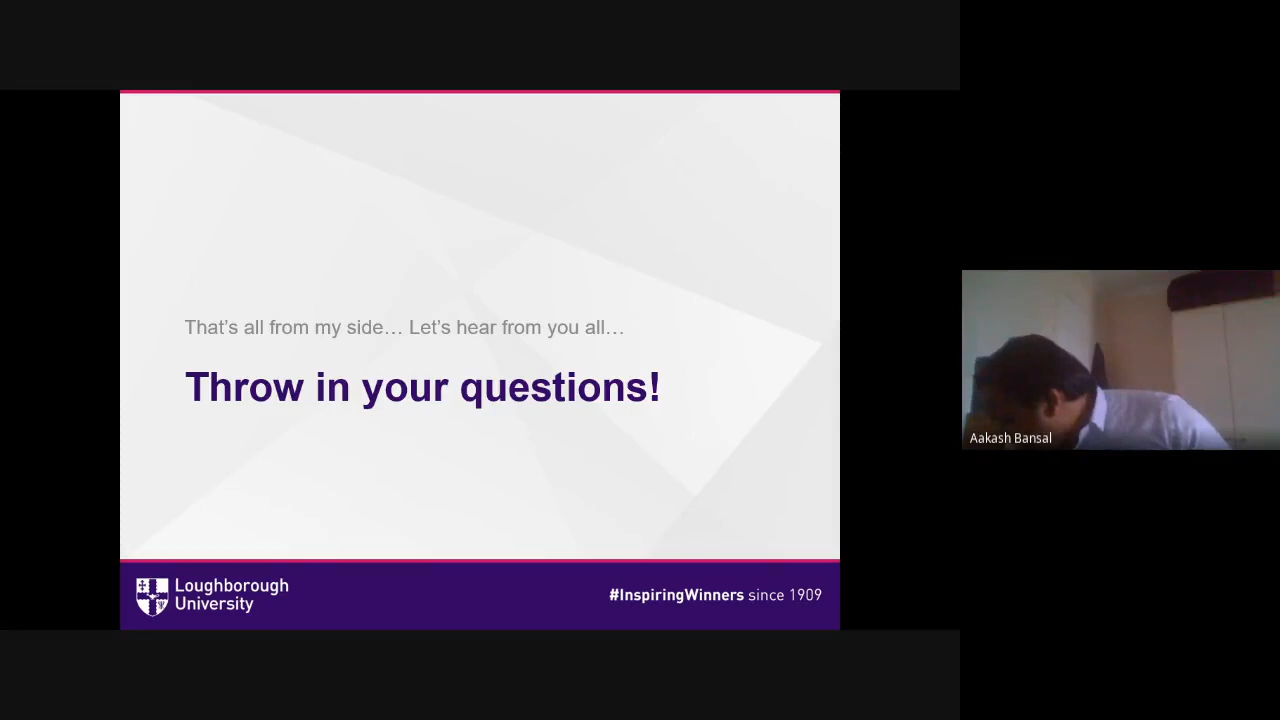 That's all from my side… Let's hear from you all…
Throw in your questions!
Loughborough
University
#InspiringWinners since 1909
Aakash Bansal